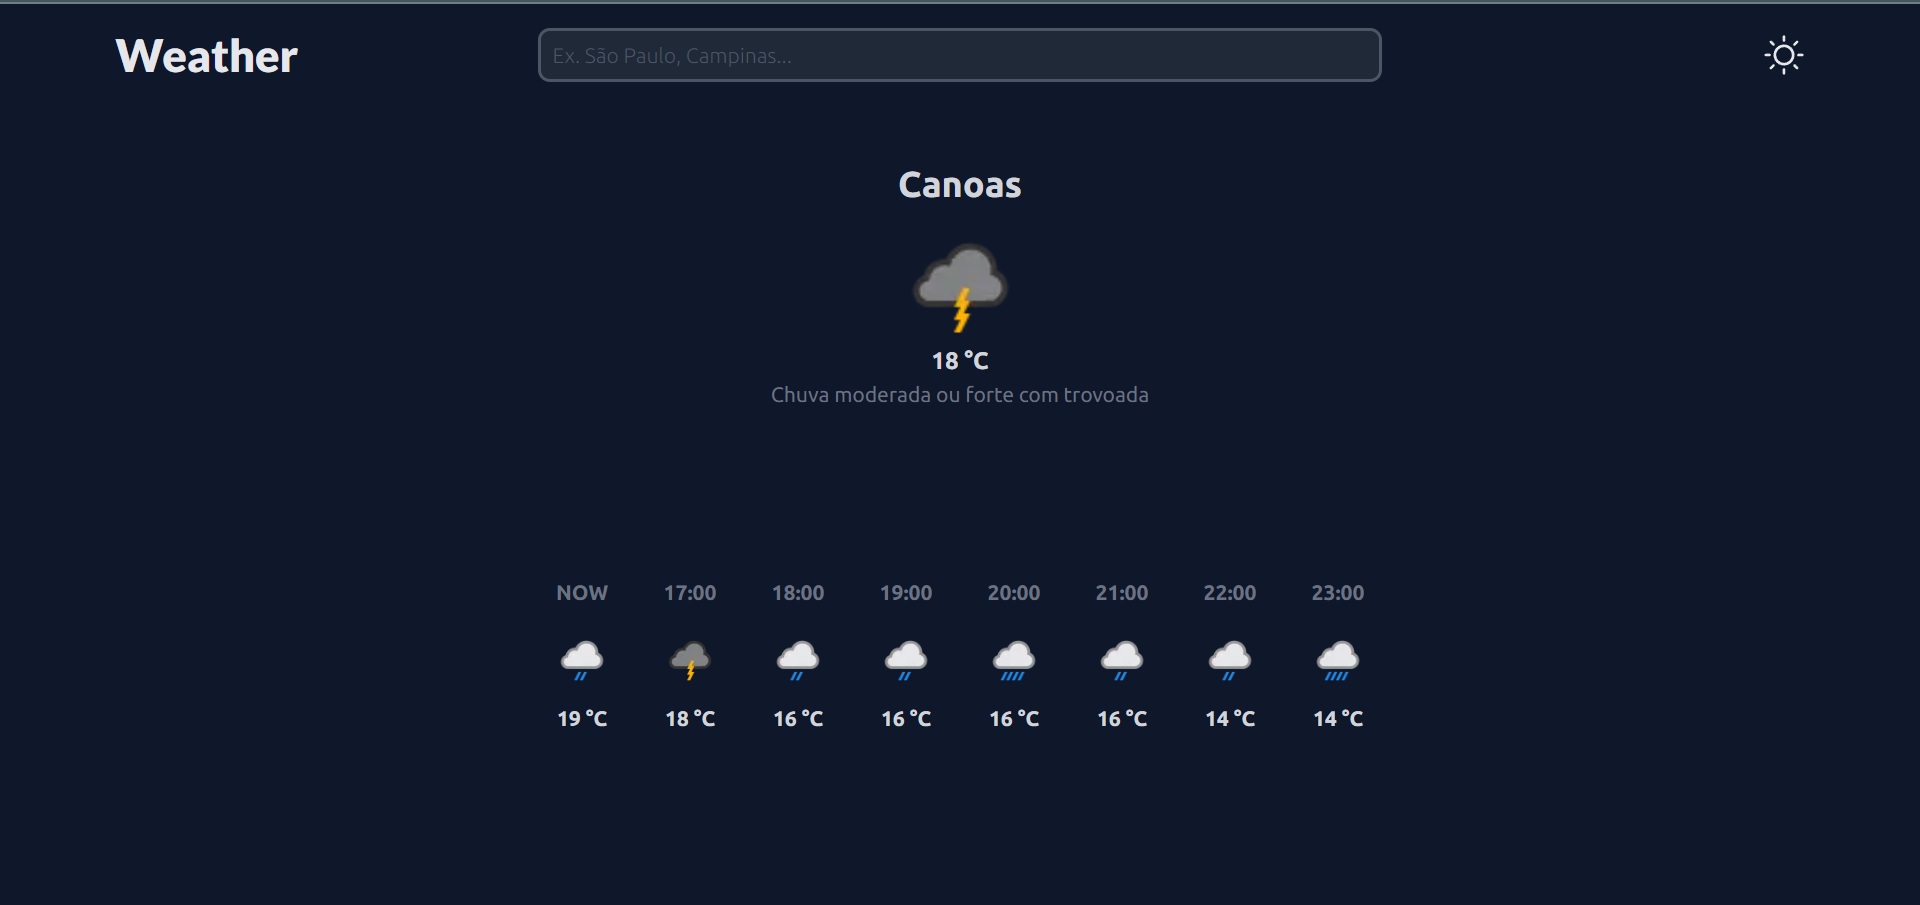 Weather
Ex. São Paulo, Campinas...
Canoas
18 °C
Chuva moderada ou forte com trovoada
NOW 17:00 18:00 19:00 20:00 21:00 22:00 23:00
19 °C 18 °C 16 °C 16 °C 16 °C 16 °C 14 °C 14 °C